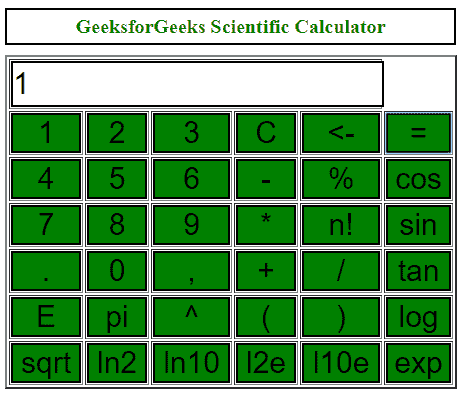 GeeksforGeeks Scientific Calculator
1
1 2 3 C <- =
4 5 6 - % cos
7 8 9 * n! sin
. 0 , + / tan
E pi ^ ( ) log
sqrt ln2 ln10 l2e l10e exp